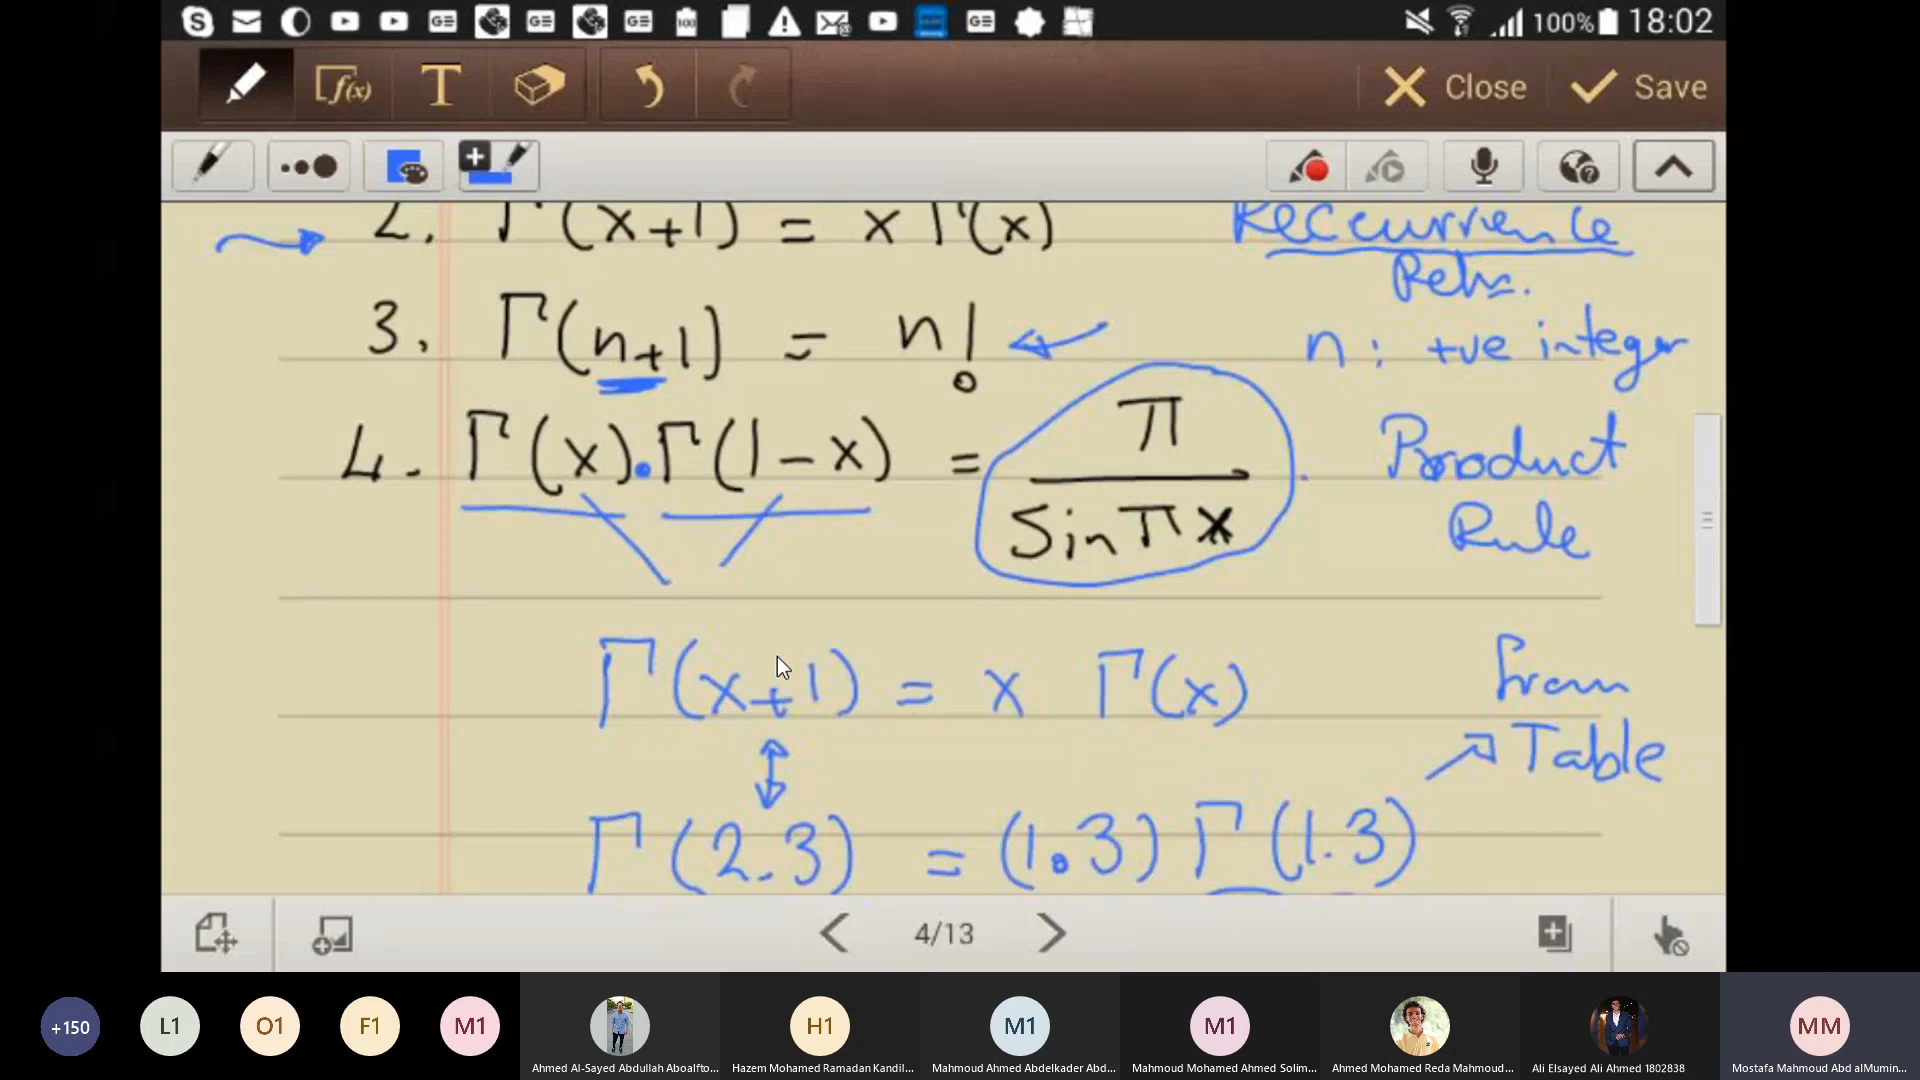 100% 18:02
Close Save
2. Γ(x+1) = x Γ(x) Reccurrence
Reln.
3. Γ(n+1) = n! n : +ve integer
4. Γ(x).Γ(1-x) = π / Sin πx Product
Rule
Γ(x+1) = x Γ(x) from
Table
Γ(2.3) = (1.3) Γ(1.3)
4/13
+150 L1 O1 F1 M1 H1 M1 M1 MM
Ahmed Al-Sayed Abdullah Aboalfto... Hazem Mohamed Ramadan Kandil... Mahmoud Ahmed Abdelkader Abd... Mahmoud Mohamed Ahmed Solim... Ahmed Mohamed Reda Mahmoud... Ali Elsayed Ali Ahmed 1802838 Mostafa Mahmoud Abd alMumin...